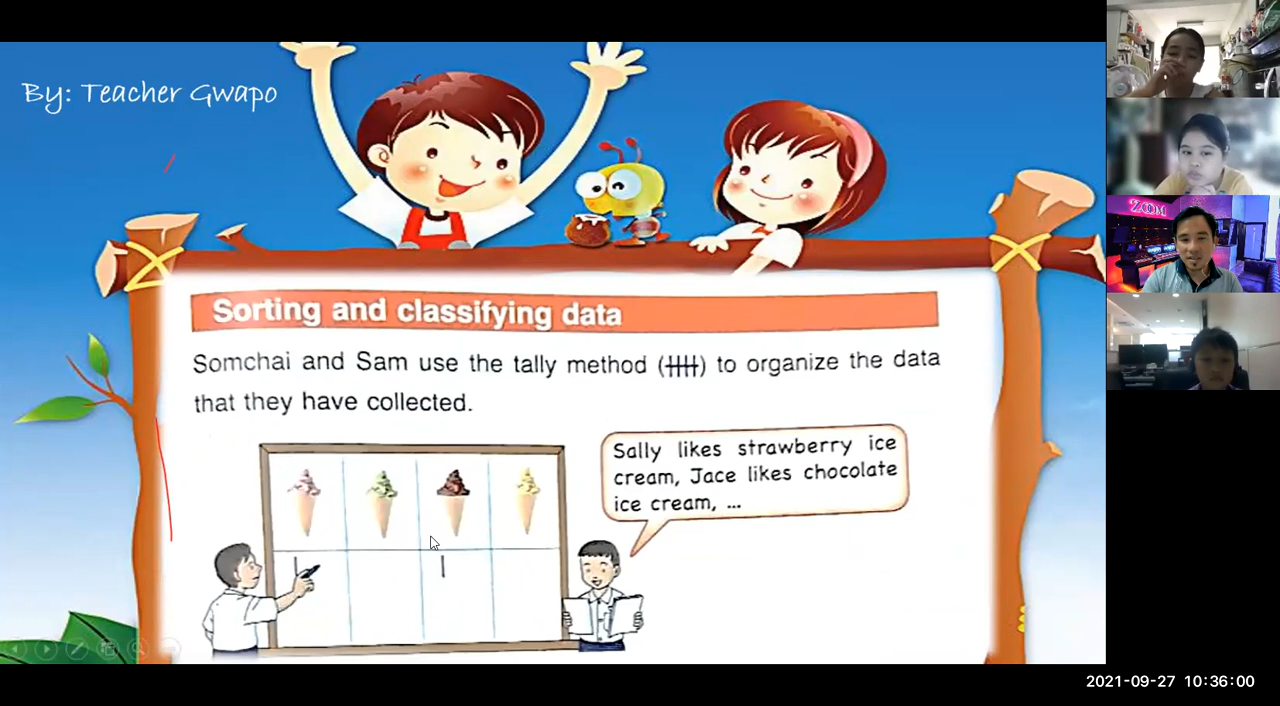 By: Teacher Gwapo
ZOOM
Sorting and classifying data
Somchai and Sam use the tally method (卌) to organize the data
that they have collected.
Sally likes strawberry ice
cream, Jace likes chocolate
ice cream, ...
2021-09-27 10:36:00